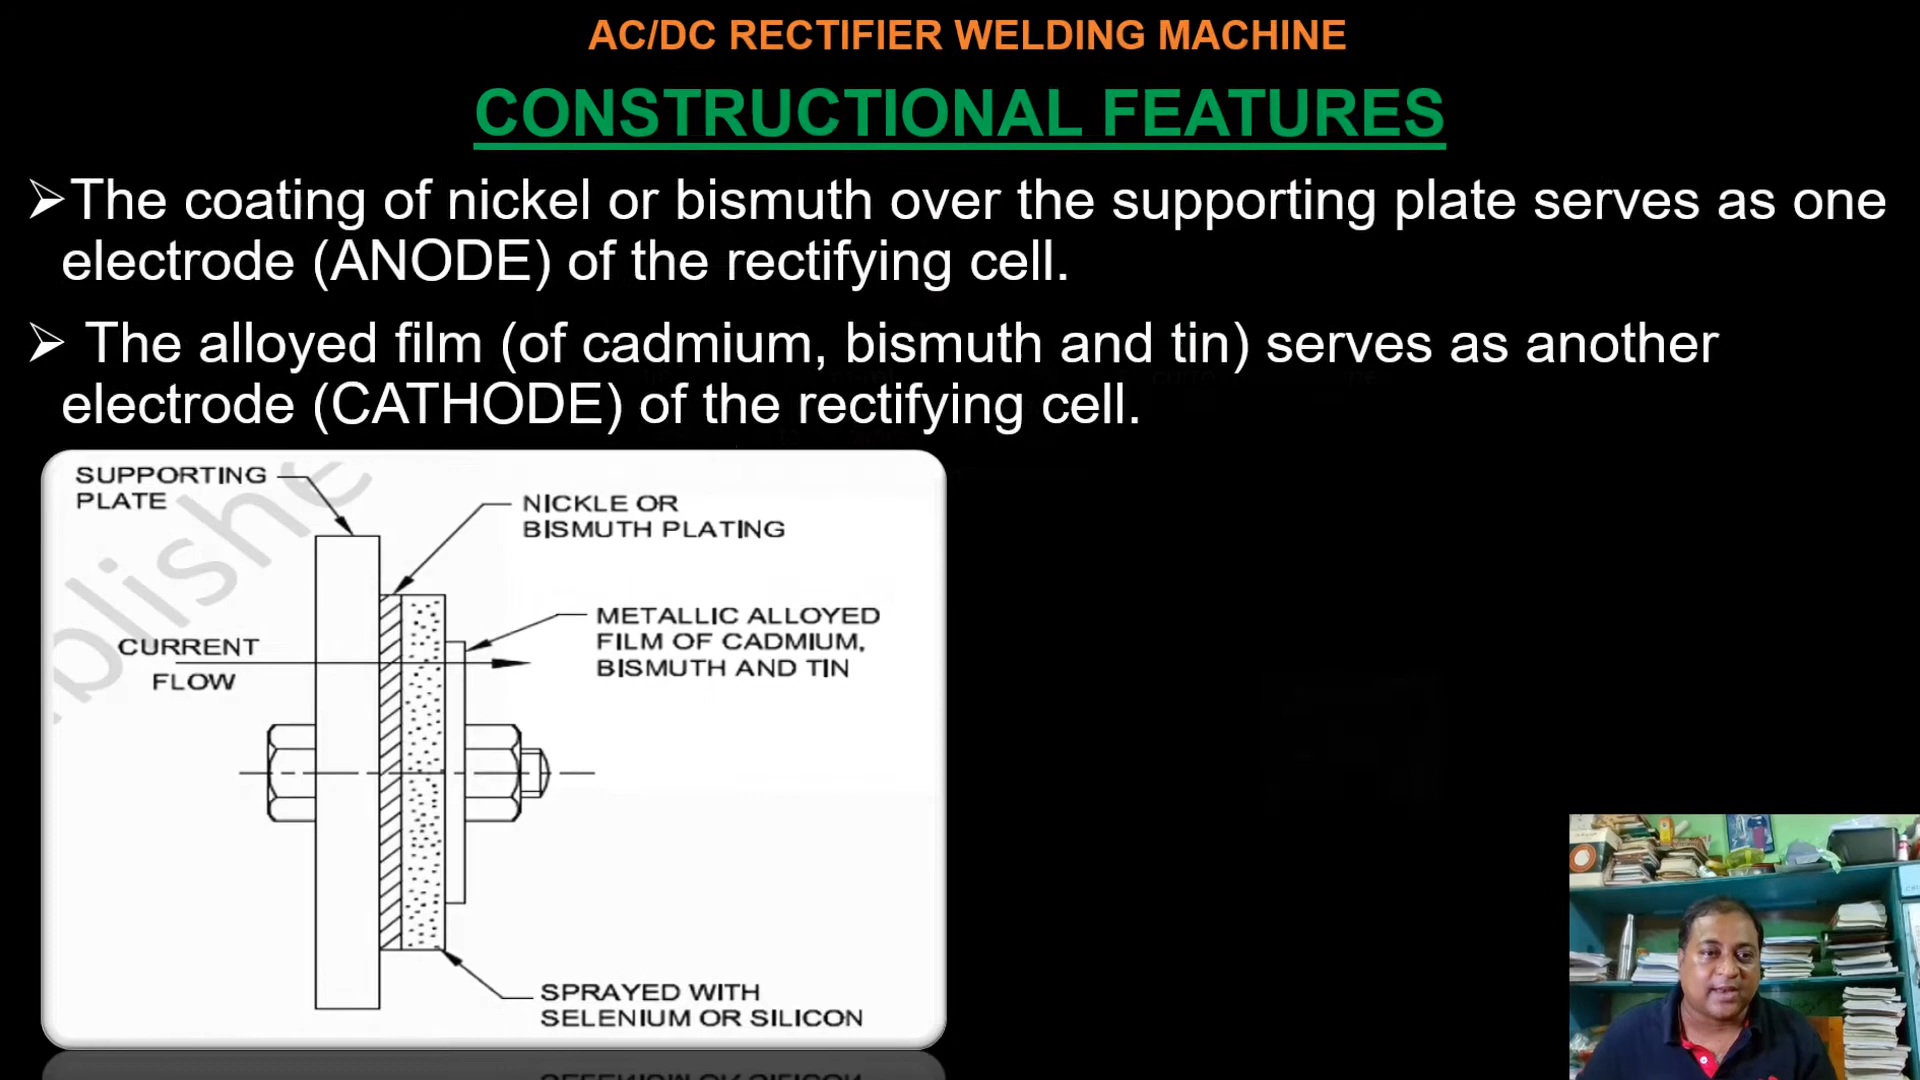 AC/DC RECTIFIER WELDING MACHINE
CONSTRUCTIONAL FEATURES
➢The coating of nickel or bismuth over the supporting plate serves as one
electrode (ANODE) of the rectifying cell.
➢ The alloyed film (of cadmium, bismuth and tin) serves as another
electrode (CATHODE) of the rectifying cell.
SUPPORTING
PLATE
NICKLE OR
BISMUTH PLATING
METALLIC ALLOYED
FILM OF CADMIUM,
BISMUTH AND TIN
CURRENT
FLOW
SPRAYED WITH
SELENIUM OR SILICON
blishe